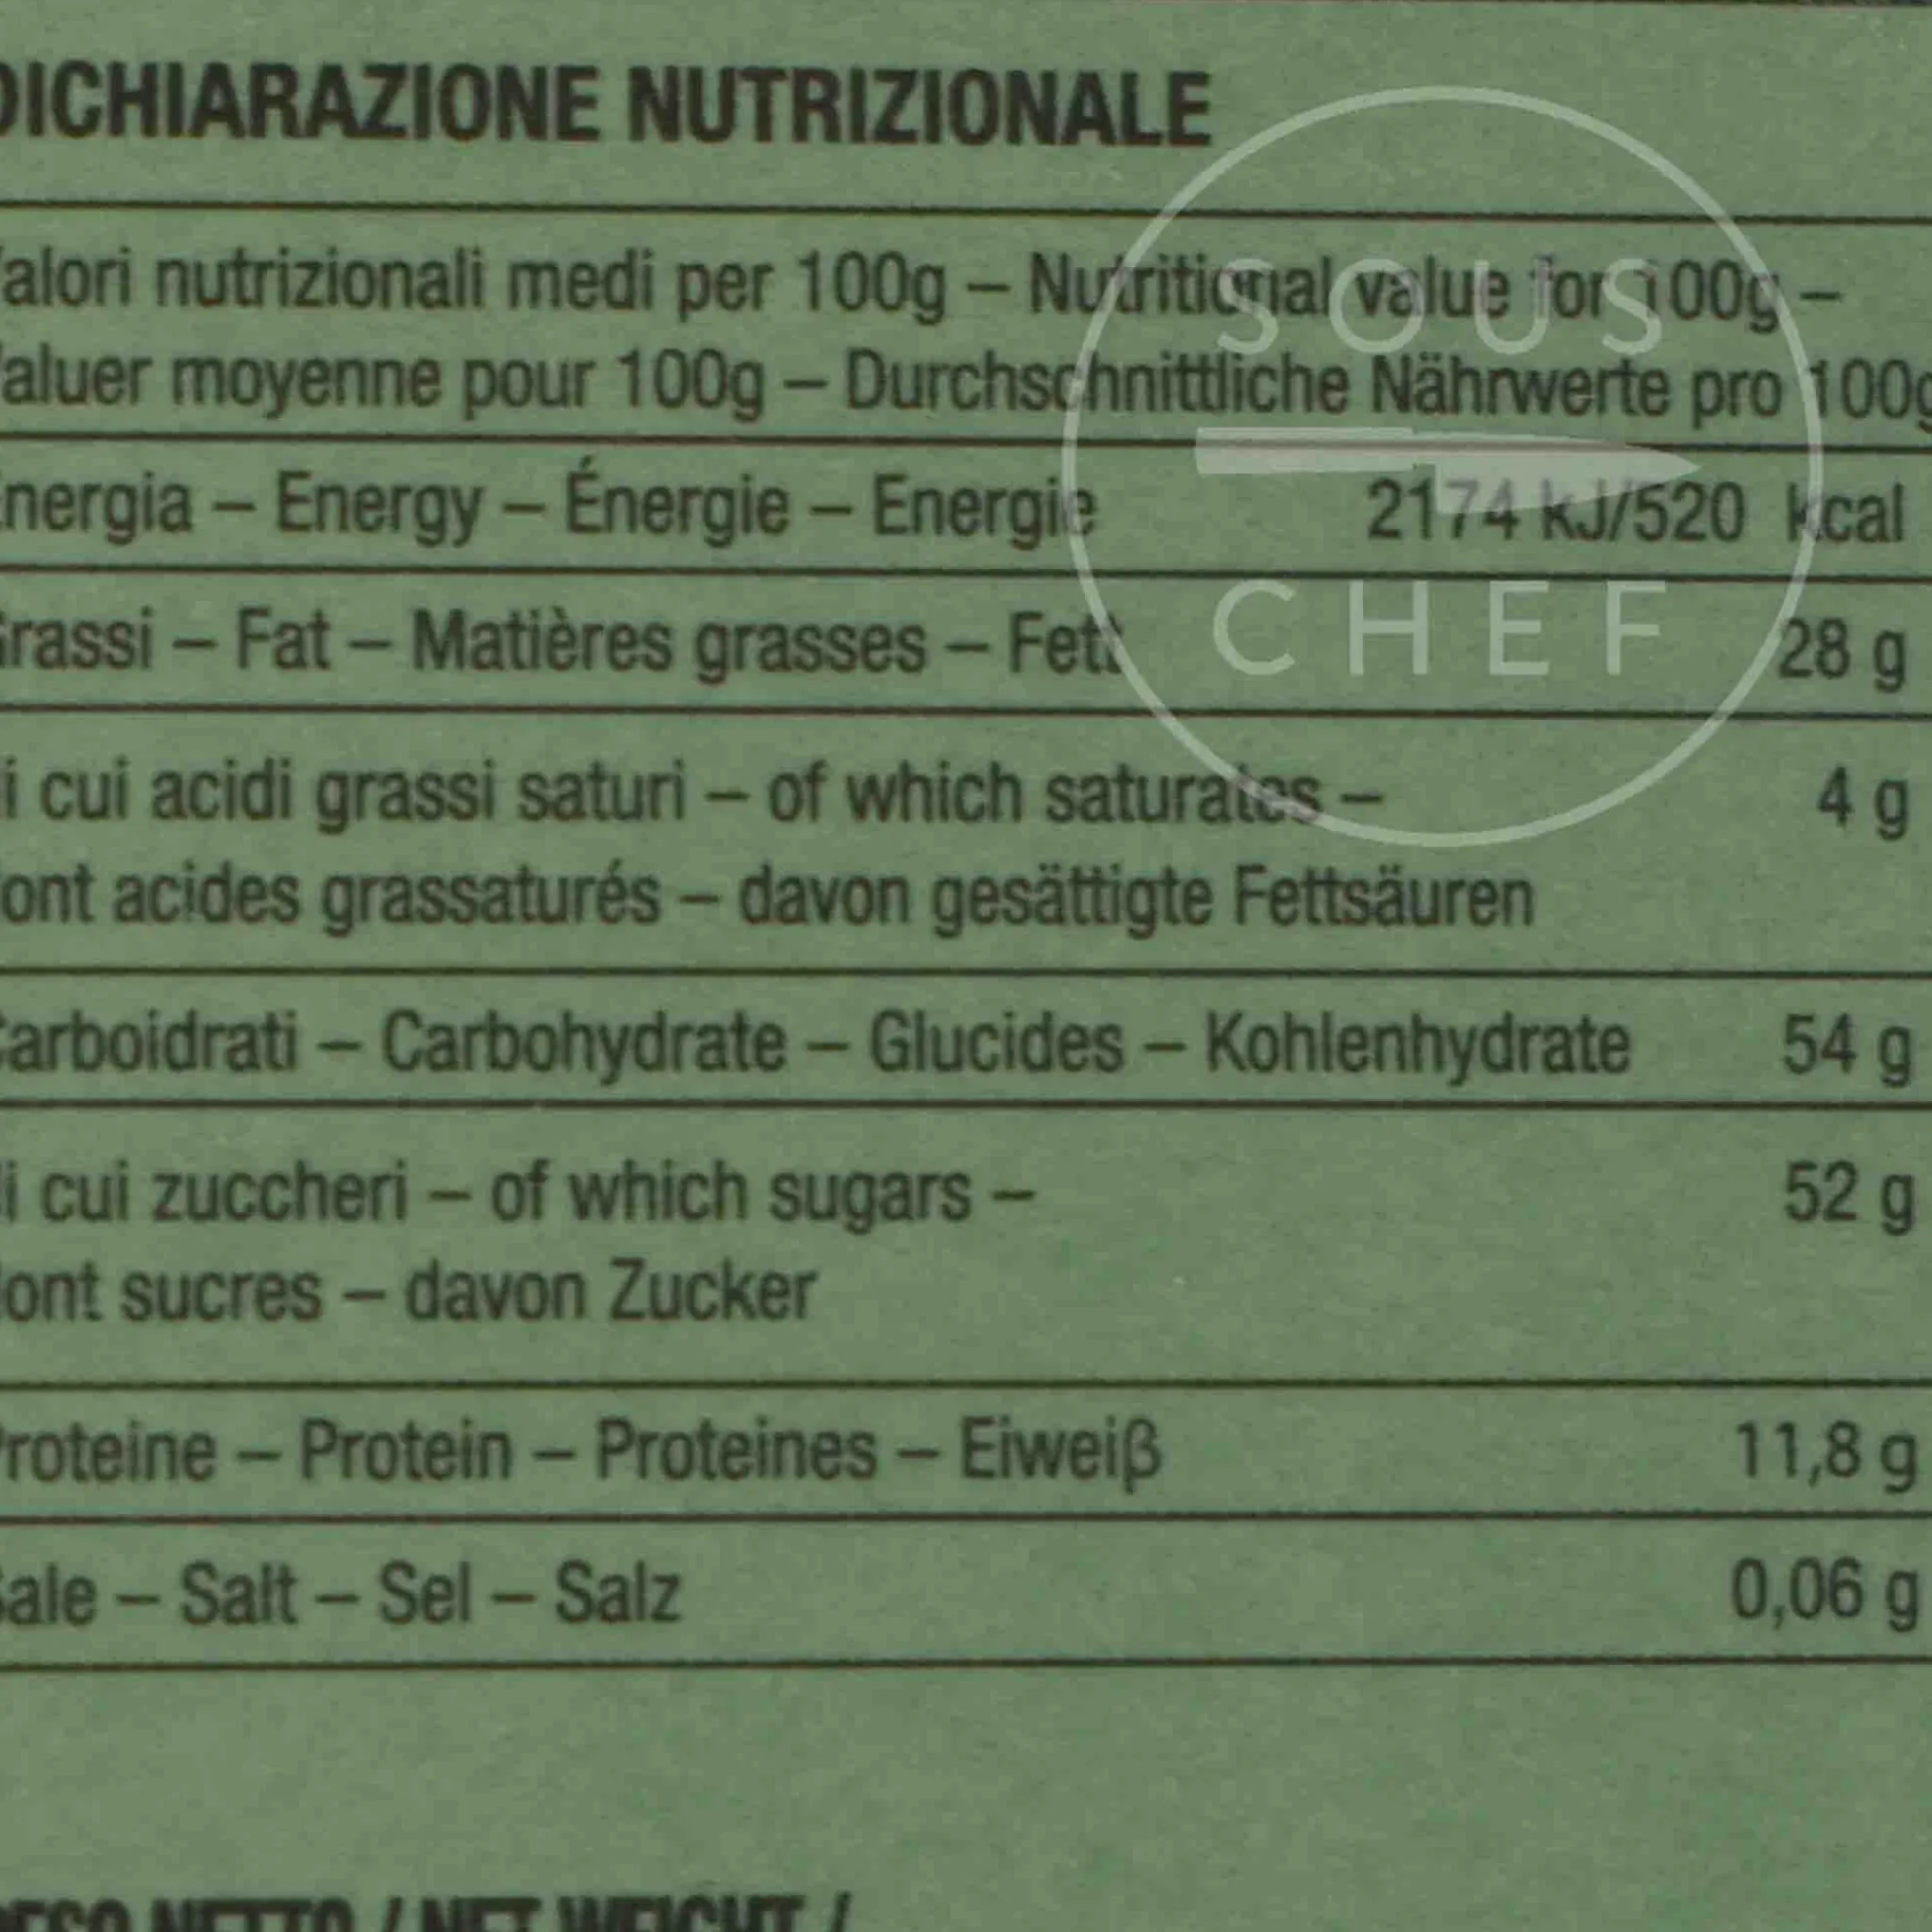 DICHIARAZIONE NUTRIZIONALE
Valori nutrizionali medi per 100g – Nutritional value for 100g –
Valuer moyenne pour 100g – Durchschnittliche Nährwerte pro 100g
Energia – Energy – Énergie – Energie 2174 kJ/520 kcal
Grassi – Fat – Matières grasses – Fett 28 g
di cui acidi grassi saturi – of which saturates – 4 g
dont acides grassaturés – davon gesättigte Fettsäuren
Carboidrati – Carbohydrate – Glucides – Kohlenhydrate 54 g
di cui zuccheri – of which sugars – 52 g
dont sucres – davon Zucker
Proteine – Protein – Proteines – Eiweiβ 11,8 g
Sale – Salt – Sel – Salz 0,06 g
PESO NETTO / NET WEIGHT /
SOUS
CHEF